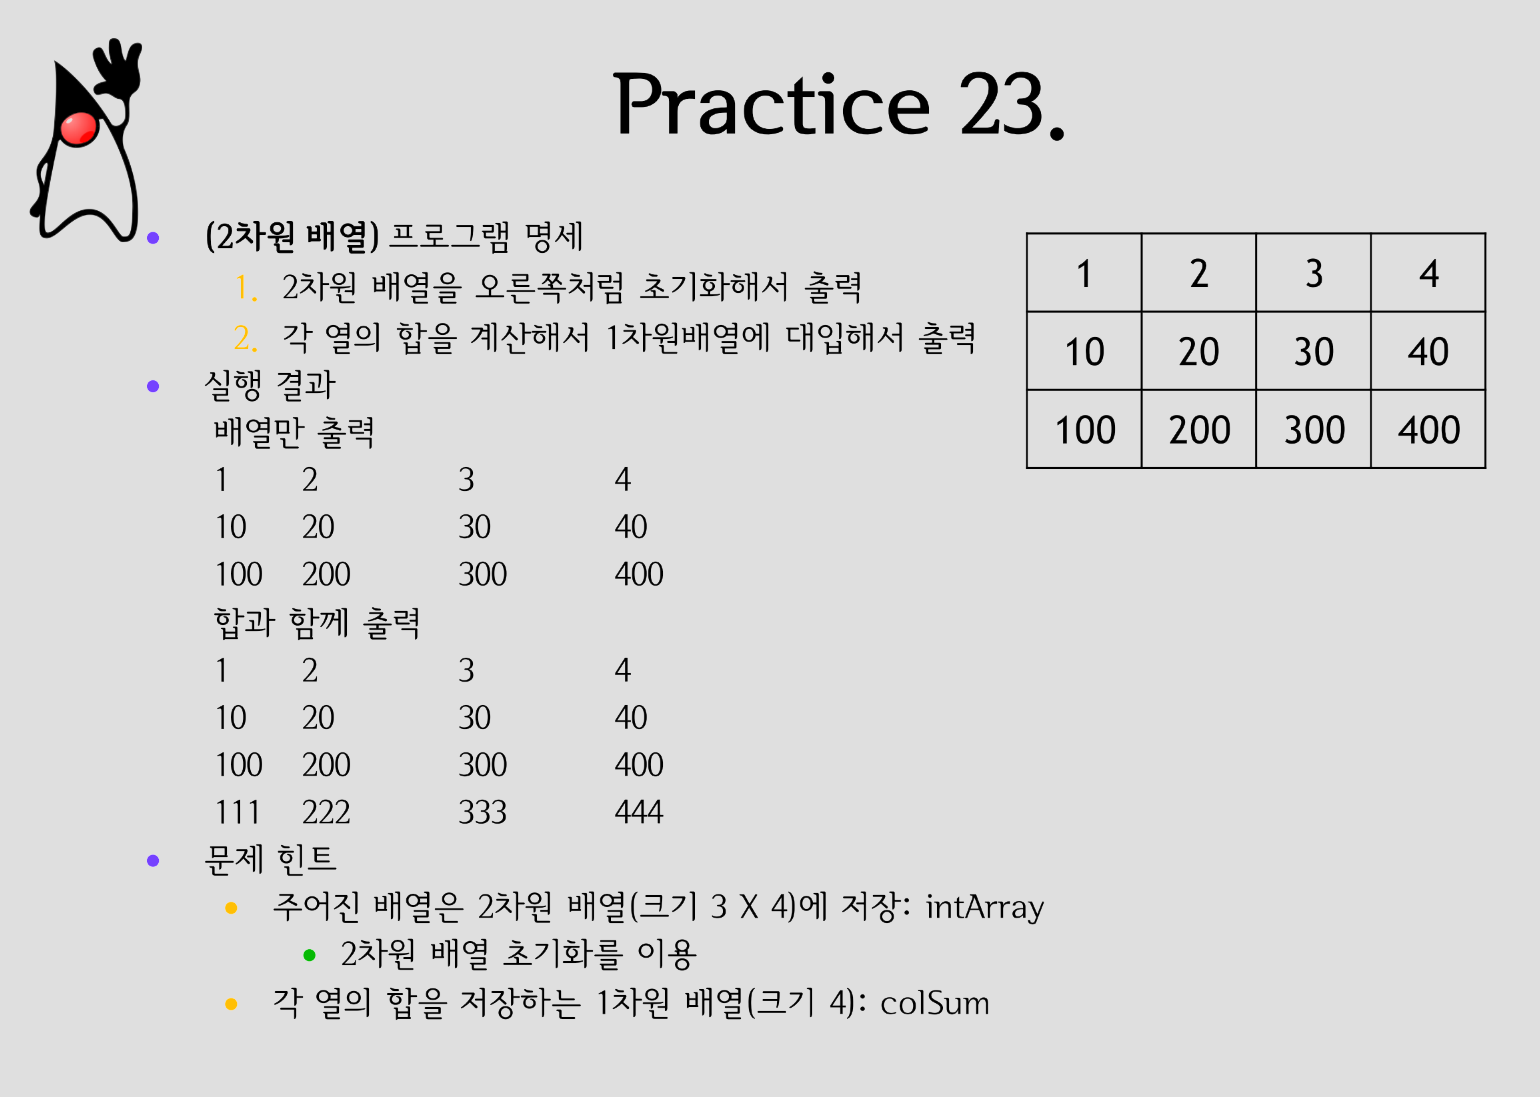 Practice 23.
(2차원 배열) 프로그램 명세
1. 2차원 배열을 오른쪽처럼 초기화해서 출력
2. 각 열의 합을 계산해서 1차원배열에 대입해서 출력
1 2 3 4
10 20 30 40
100 200 300 400
실행 결과
배열만 출력
1 2 3 4
10 20 30 40
100 200 300 400
합과 함께 출력
1 2 3 4
10 20 30 40
100 200 300 400
111 222 333 444
문제 힌트
주어진 배열은 2차원 배열(크기 3 X 4)에 저장: intArray
2차원 배열 초기화를 이용
각 열의 합을 저장하는 1차원 배열(크기 4): colSum